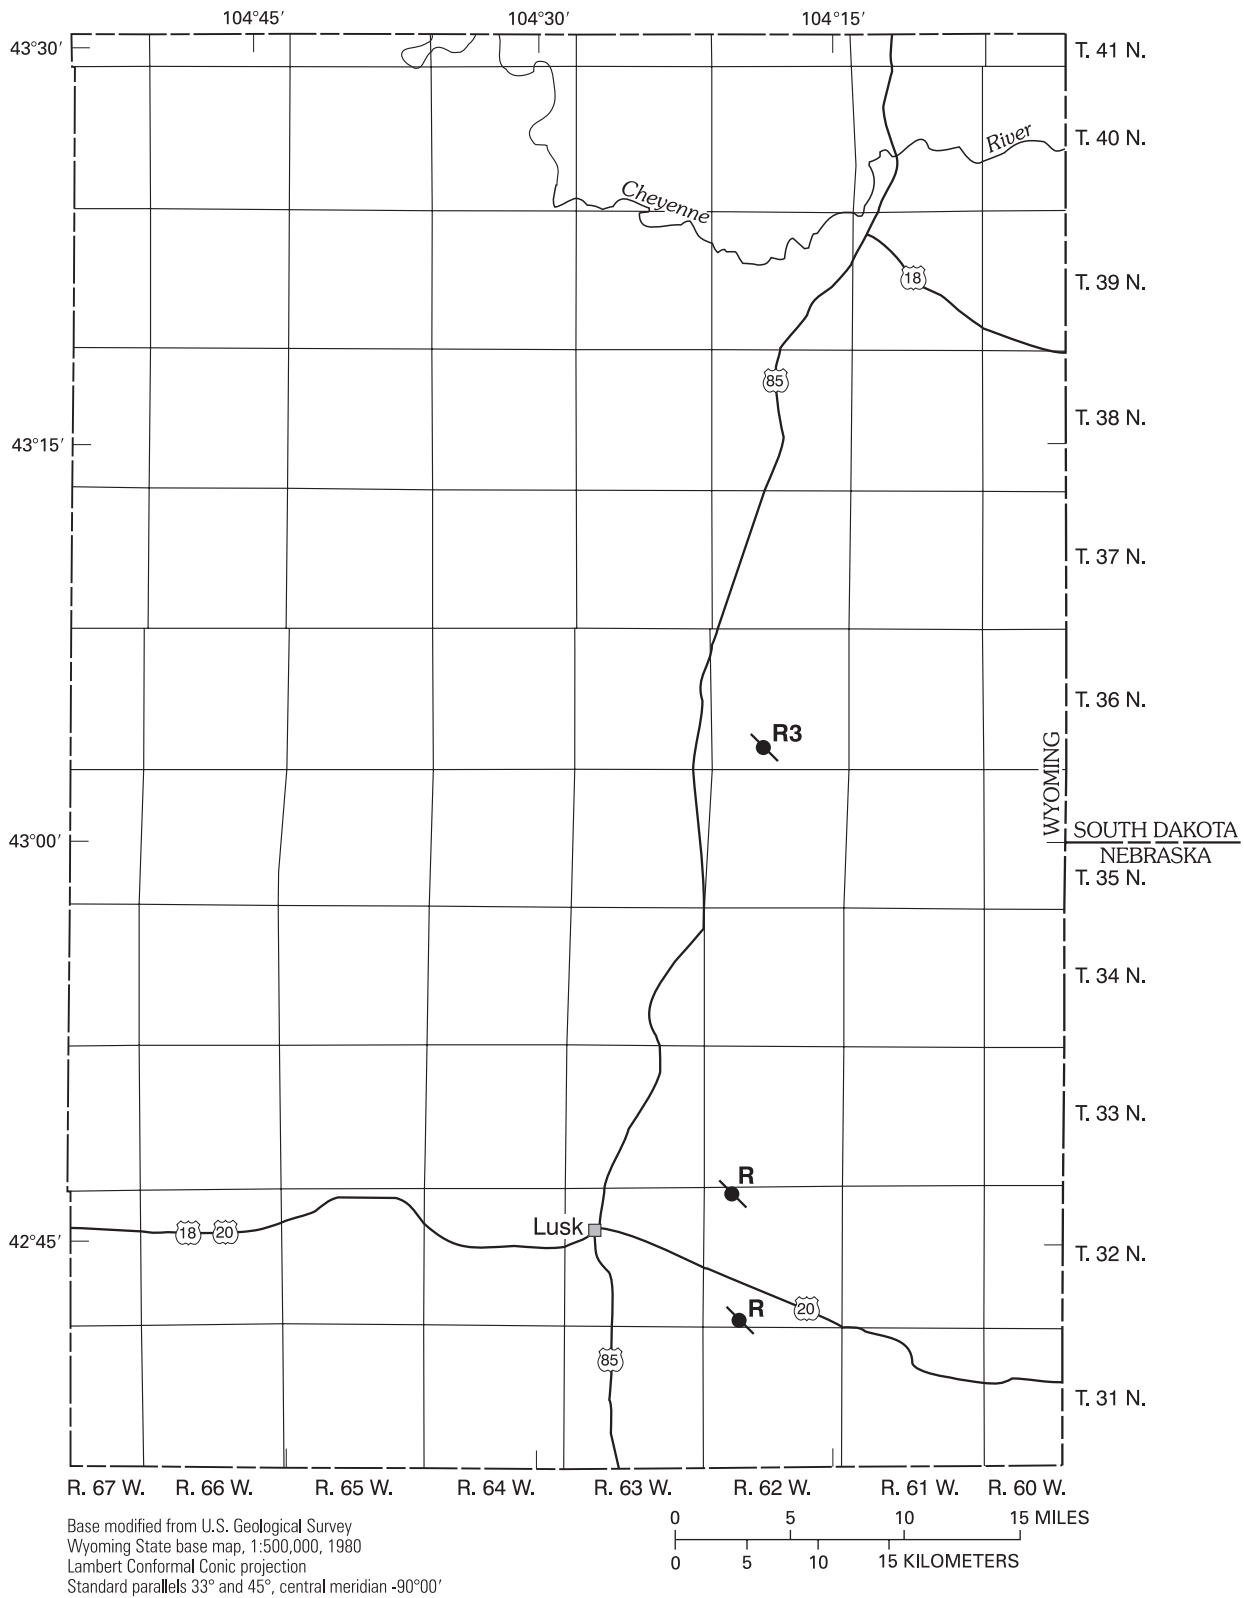 104°45′ 104°30′ 104°15′
43°30′
T. 41 N.
T. 40 N.
River
Cheyenne
18
T. 39 N.
85
T. 38 N.
43°15′
T. 37 N.
T. 36 N.
R3
WYOMING
43°00′
SOUTH DAKOTA
NEBRASKA
T. 35 N.
T. 34 N.
T. 33 N.
R
Lusk
18 20
42°45′
T. 32 N.
R
20
85
T. 31 N.
R. 67 W. R. 66 W. R. 65 W. R. 64 W. R. 63 W. R. 62 W. R. 61 W. R. 60 W.
0 5 10 15 MILES
0 5 10 15 KILOMETERS
Base modified from U.S. Geological Survey
Wyoming State base map, 1:500,000, 1980
Lambert Conformal Conic projection
Standard parallels 33° and 45°, central meridian -90°00′